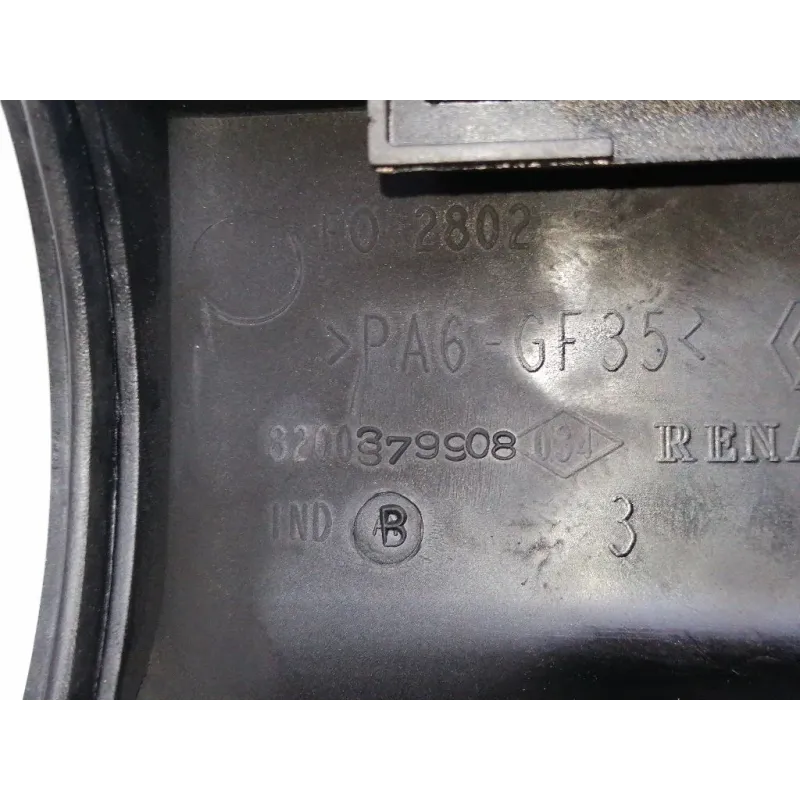 2802
>PA6-GF35<
8200379908 034 RENA
IND B
3